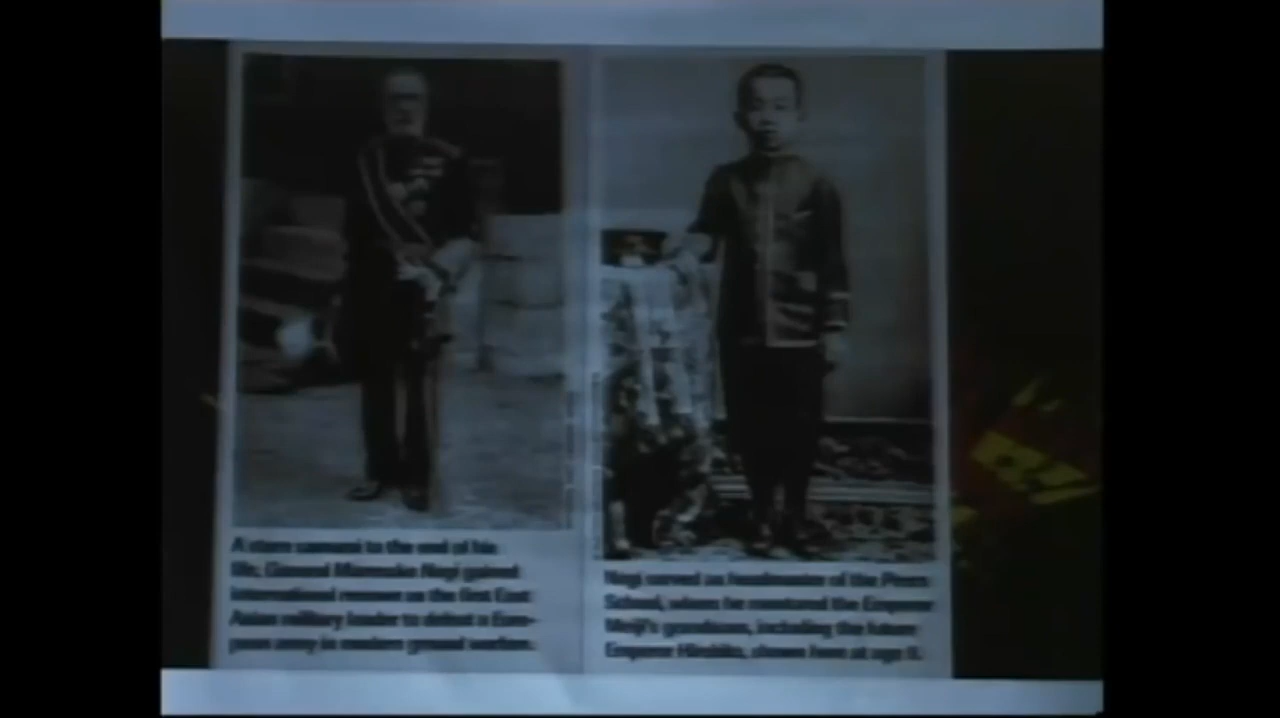 A stern samurai to the end of his
life, General Maresuke Nogi gained
international renown as the first East
Asian military leader to defeat a Euro-
pean army in modern ground warfare.
Nogi served as headmaster of the Peers
School, where he mentored the Emperor
Meiji's grandsons, including the future
Emperor Hirohito, shown here at age